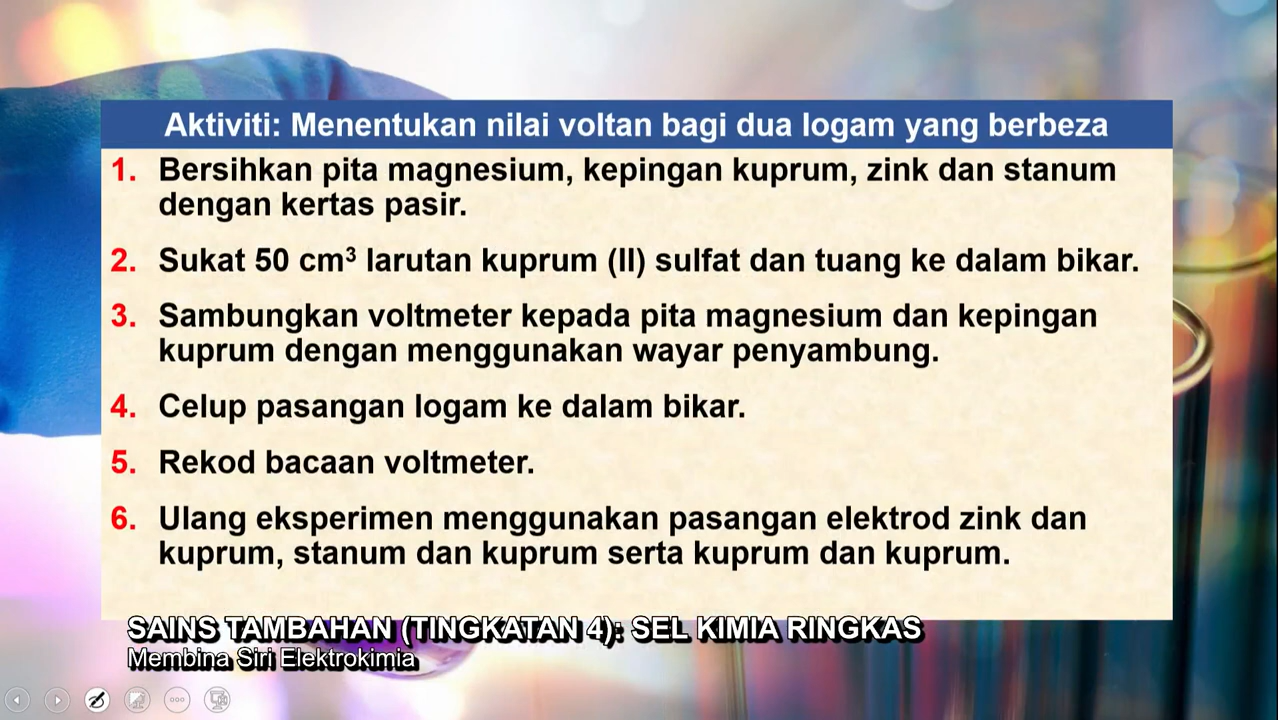 Aktiviti: Menentukan nilai voltan bagi dua logam yang berbeza
1. Bersihkan pita magnesium, kepingan kuprum, zink dan stanum
dengan kertas pasir.
2. Sukat 50 cm³ larutan kuprum (II) sulfat dan tuang ke dalam bikar.
3. Sambungkan voltmeter kepada pita magnesium dan kepingan
kuprum dengan menggunakan wayar penyambung.
4. Celup pasangan logam ke dalam bikar.
5. Rekod bacaan voltmeter.
6. Ulang eksperimen menggunakan pasangan elektrod zink dan
kuprum, stanum dan kuprum serta kuprum dan kuprum.
SAINS TAMBAHAN (TINGKATAN 4): SEL KIMIA RINGKAS
Membina Siri Elektrokimia